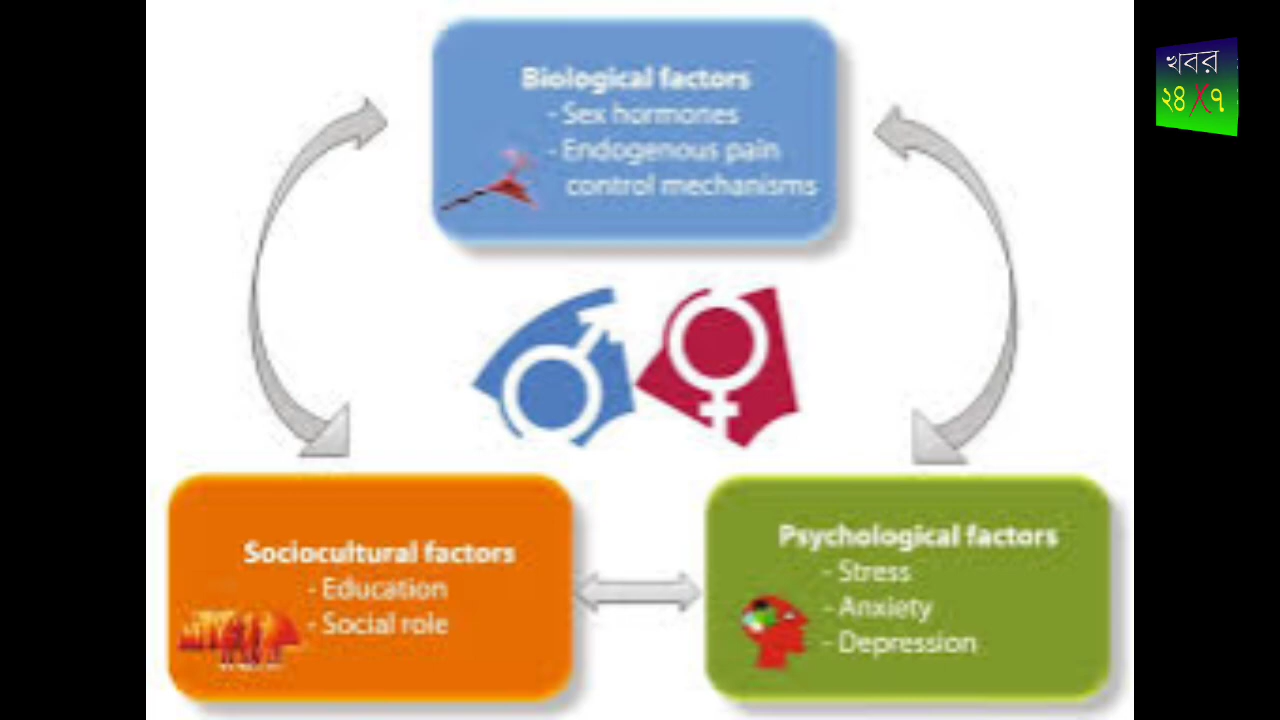 Biological factors
- Sex hormones
- Endogenous pain
control mechanisms
Sociocultural factors
- Education
- Social role
Psychological factors
- Stress
- Anxiety
- Depression
খবর
২৪X৭